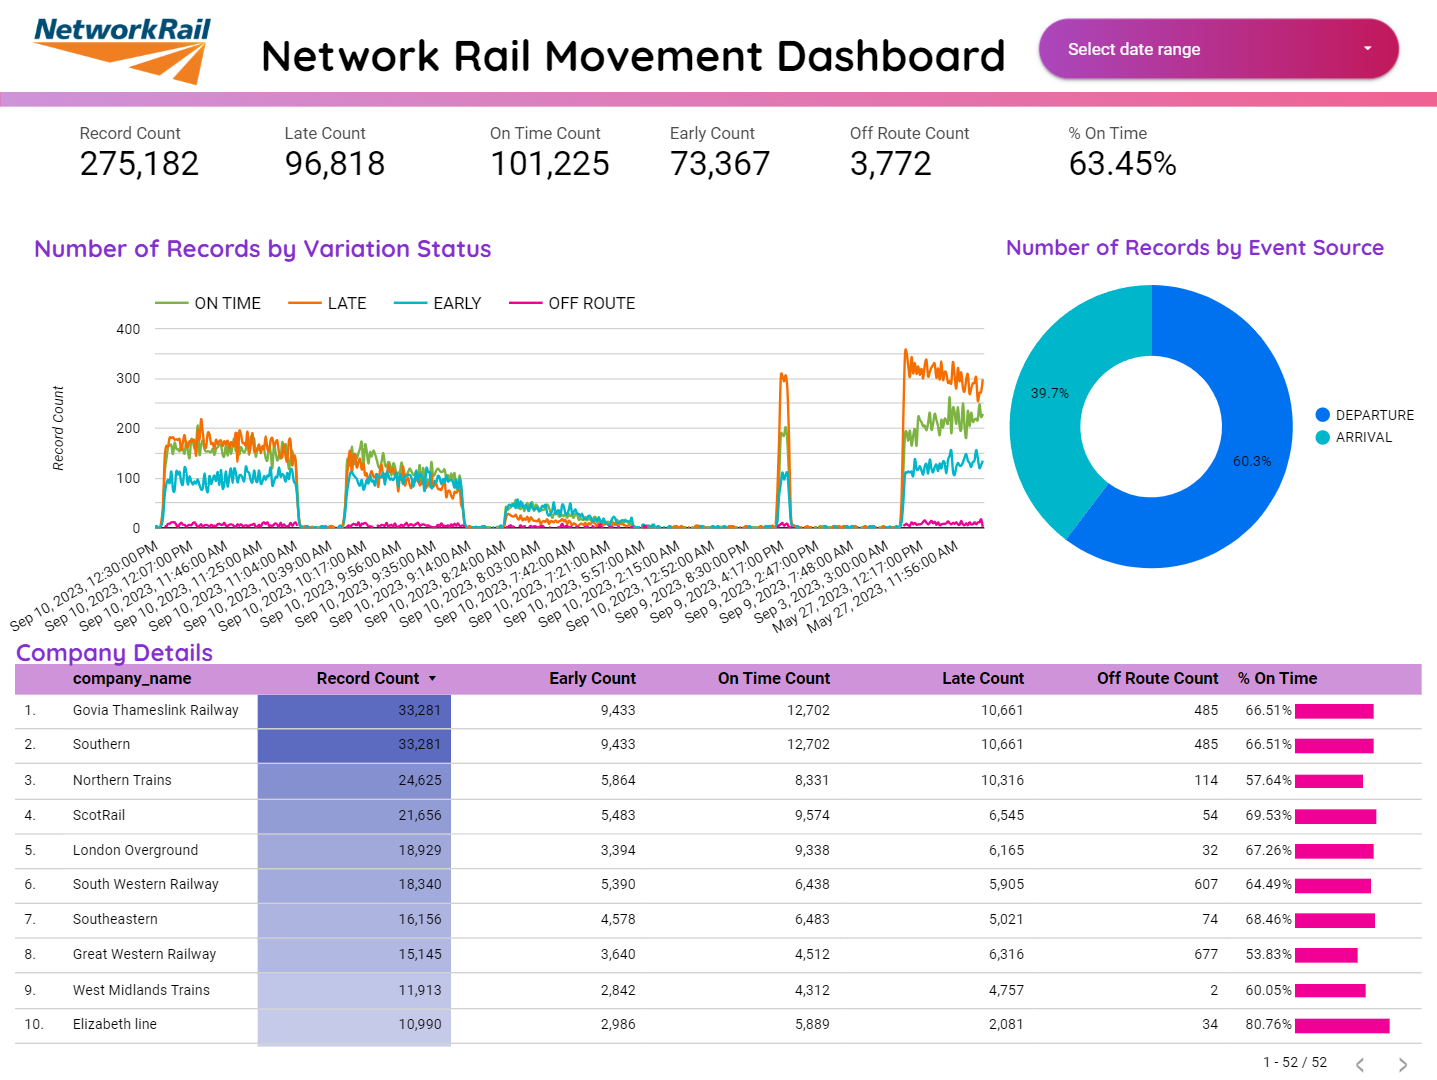 NetworkRail
Network Rail Movement Dashboard
Select date range
Record Count
275,182
Late Count
96,818
On Time Count
101,225
Early Count
73,367
Off Route Count
3,772
% On Time
63.45%
Number of Records by Variation Status
ON TIME LATE EARLY OFF ROUTE
Record Count
400
300
200
100
0
Sep 10, 2023, 12:30:00 PM
Sep 10, 2023, 12:07:00 PM
Sep 10, 2023, 11:46:00 AM
Sep 10, 2023, 11:25:00 AM
Sep 10, 2023, 11:04:00 AM
Sep 10, 2023, 10:39:00 AM
Sep 10, 2023, 10:17:00 AM
Sep 10, 2023, 9:56:00 AM
Sep 10, 2023, 9:35:00 AM
Sep 10, 2023, 9:14:00 AM
Sep 10, 2023, 8:24:00 AM
Sep 10, 2023, 8:03:00 AM
Sep 10, 2023, 7:42:00 AM
Sep 10, 2023, 7:21:00 AM
Sep 10, 2023, 5:57:00 AM
Sep 10, 2023, 2:15:00 AM
Sep 10, 2023, 12:52:00 AM
Sep 9, 2023, 8:30:00 PM
Sep 9, 2023, 4:17:00 PM
Sep 9, 2023, 2:47:00 PM
Sep 9, 2023, 7:48:00 AM
Sep 3, 2023, 3:00:00 AM
May 27, 2023, 12:17:00 PM
May 27, 2023, 11:56:00 AM
Number of Records by Event Source
39.7%
60.3%
DEPARTURE
ARRIVAL
Company Details
company_name Record Count Early Count On Time Count Late Count Off Route Count % On Time
1. Govia Thameslink Railway 33,281 9,433 12,702 10,661 485 66.51%
2. Southern 33,281 9,433 12,702 10,661 485 66.51%
3. Northern Trains 24,625 5,864 8,331 10,316 114 57.64%
4. ScotRail 21,656 5,483 9,574 6,545 54 69.53%
5. London Overground 18,929 3,394 9,338 6,165 32 67.26%
6. South Western Railway 18,340 5,390 6,438 5,905 607 64.49%
7. Southeastern 16,156 4,578 6,483 5,021 74 68.46%
8. Great Western Railway 15,145 3,640 4,512 6,316 677 53.83%
9. West Midlands Trains 11,913 2,842 4,312 4,757 2 60.05%
10. Elizabeth line 10,990 2,986 5,889 2,081 34 80.76%
1 - 52 / 52